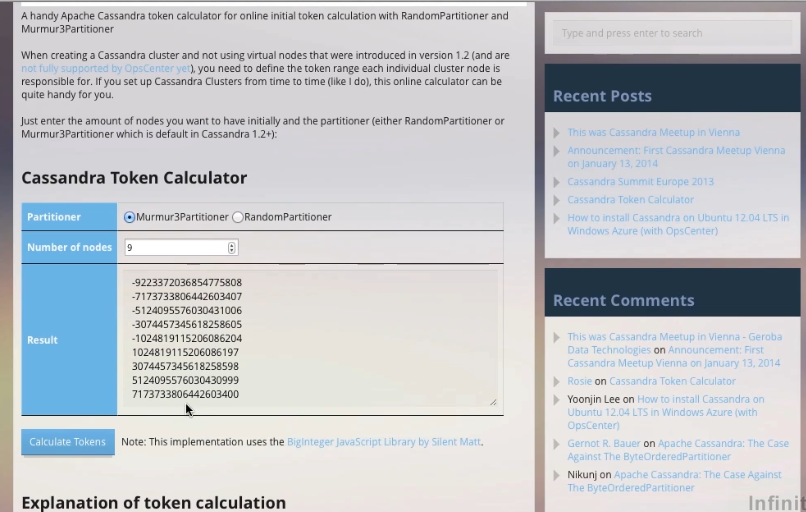 A handy Apache Cassandra token calculator for online initial token calculation with RandomPartitioner and
Murmur3Partitioner
When creating a Cassandra cluster and not using virtual nodes that were introduced in version 1.2 (and are
not fully supported by OpsCenter yet), you need to define the token range each individual cluster node is
responsible for. If you set up Cassandra Clusters from time to time (like I do), this online calculator can be
quite handy for you.
Just enter the amount of nodes you want to have initially and the partitioner (either RandomPartitioner or
Murmur3Partitioner which is default in Cassandra 1.2+):
Cassandra Token Calculator
Partitioner
Murmur3Partitioner RandomPartitioner
Number of nodes
9
Result
-9223372036854775808
-7173733806442603407
-5124095576030431006
-3074457345618258605
-1024819115206086204
1024819115206086197
3074457345618258598
5124095576030430999
7173733806442603400
Calculate Tokens
Note: This implementation uses the BigInteger JavaScript Library by Silent Matt.
Explanation of token calculation
Type and press enter to search
Recent Posts
This was Cassandra Meetup in Vienna
Announcement: First Cassandra Meetup Vienna
on January 13, 2014
Cassandra Summit Europe 2013
Cassandra Token Calculator
How to install Cassandra on Ubuntu 12.04 LTS in
Windows Azure (with OpsCenter)
Recent Comments
This was Cassandra Meetup in Vienna - Geroba
Data Technologies on Announcement: First
Cassandra Meetup Vienna on January 13, 2014
Rosie on Cassandra Token Calculator
Yoonjin Lee on How to install Cassandra on
Ubuntu 12.04 LTS in Windows Azure (with
OpsCenter)
Gernot R. Bauer on Apache Cassandra: The Case
Against The ByteOrderedPartitioner
Nikunj on Apache Cassandra: The Case Against
The ByteOrderedPartitioner
Infinit